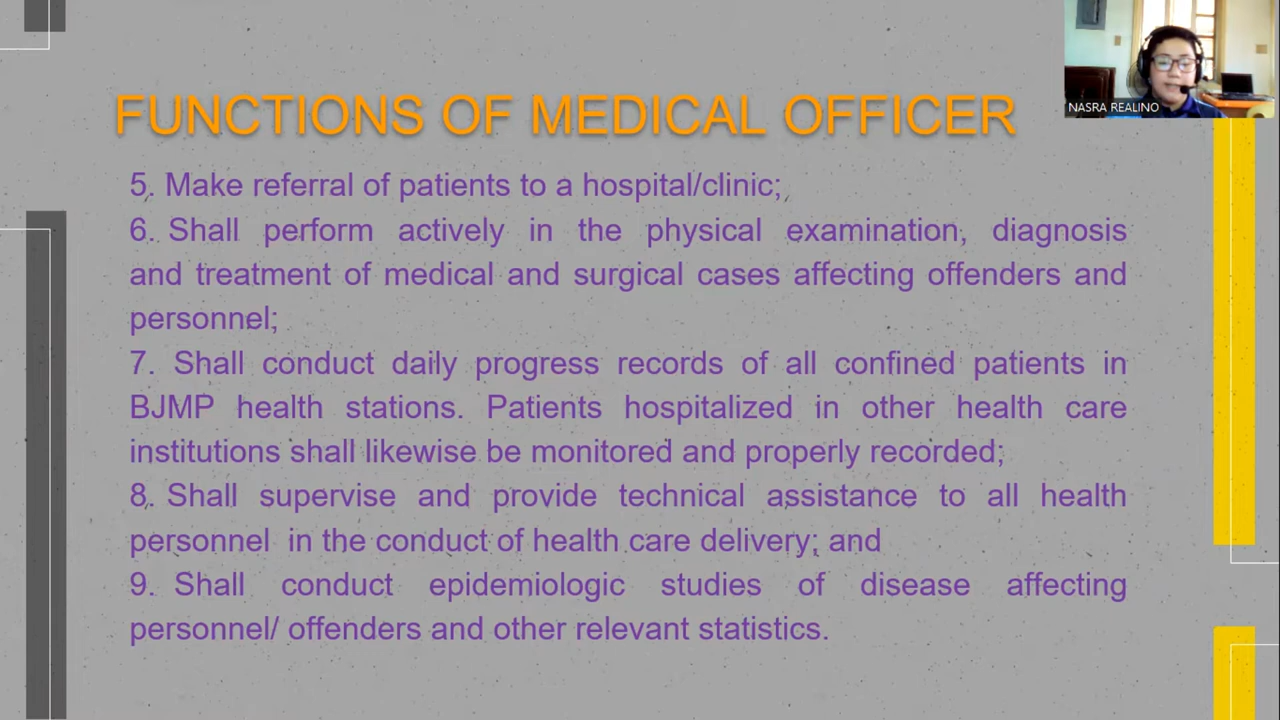 NASRA REALINO
FUNCTIONS OF MEDICAL OFFICER
5. Make referral of patients to a hospital/clinic;
6. Shall perform actively in the physical examination, diagnosis
and treatment of medical and surgical cases affecting offenders and
personnel;
7. Shall conduct daily progress records of all confined patients in
BJMP health stations. Patients hospitalized in other health care
institutions shall likewise be monitored and properly recorded;
8. Shall supervise and provide technical assistance to all health
personnel in the conduct of health care delivery; and
9. Shall conduct epidemiologic studies of disease affecting
personnel/ offenders and other relevant statistics.